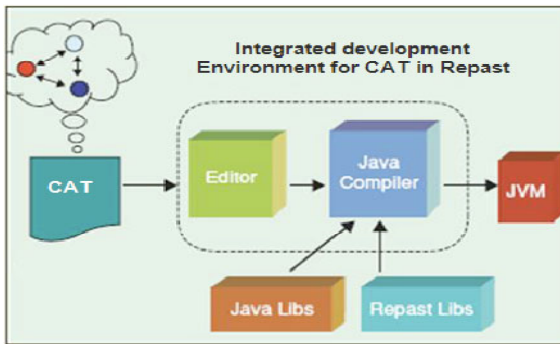 Integrated development
Environment for CAT in Repast
CAT
Editor
Java
Compiler
JVM
Java Libs
Repast Libs